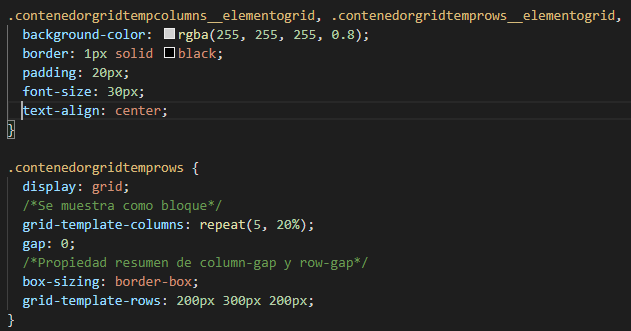 .contenedorgridtempcolumns__elementogrid, .contenedorgridtemprows__elementogrid,
background-color: rgba(255, 255, 255, 0.8);
border: 1px solid black;
padding: 20px;
font-size: 30px;
text-align: center;
}
.contenedorgridtemprows {
display: grid;
/*Se muestra como bloque*/
grid-template-columns: repeat(5, 20%);
gap: 0;
/*Propiedad resumen de column-gap y row-gap*/
box-sizing: border-box;
grid-template-rows: 200px 300px 200px;
}